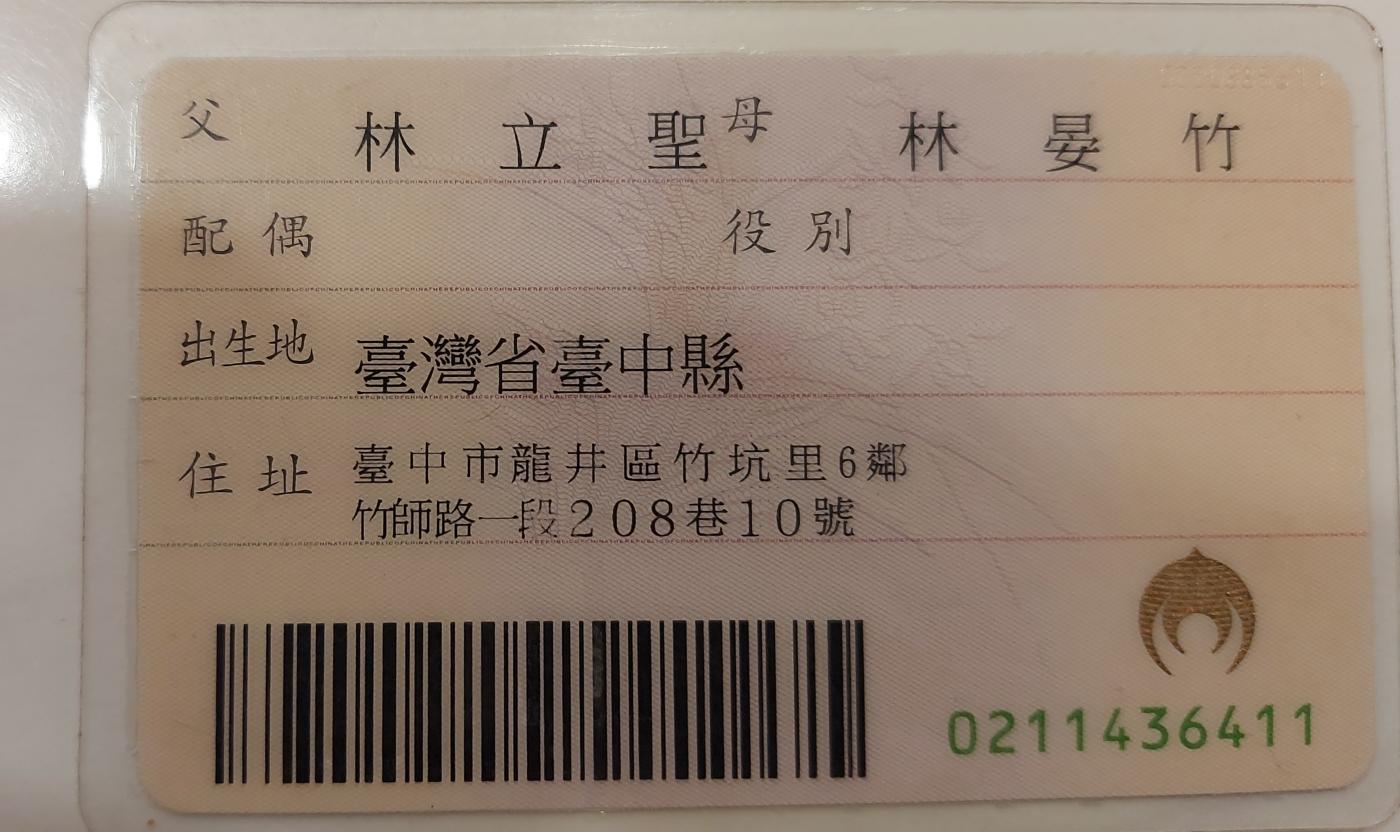 父 林立聖 母 林晏竹
配偶 役別
出生地 臺灣省臺中縣
住址 臺中市龍井區竹坑里6鄰
竹師路一段208巷10號
0211436411